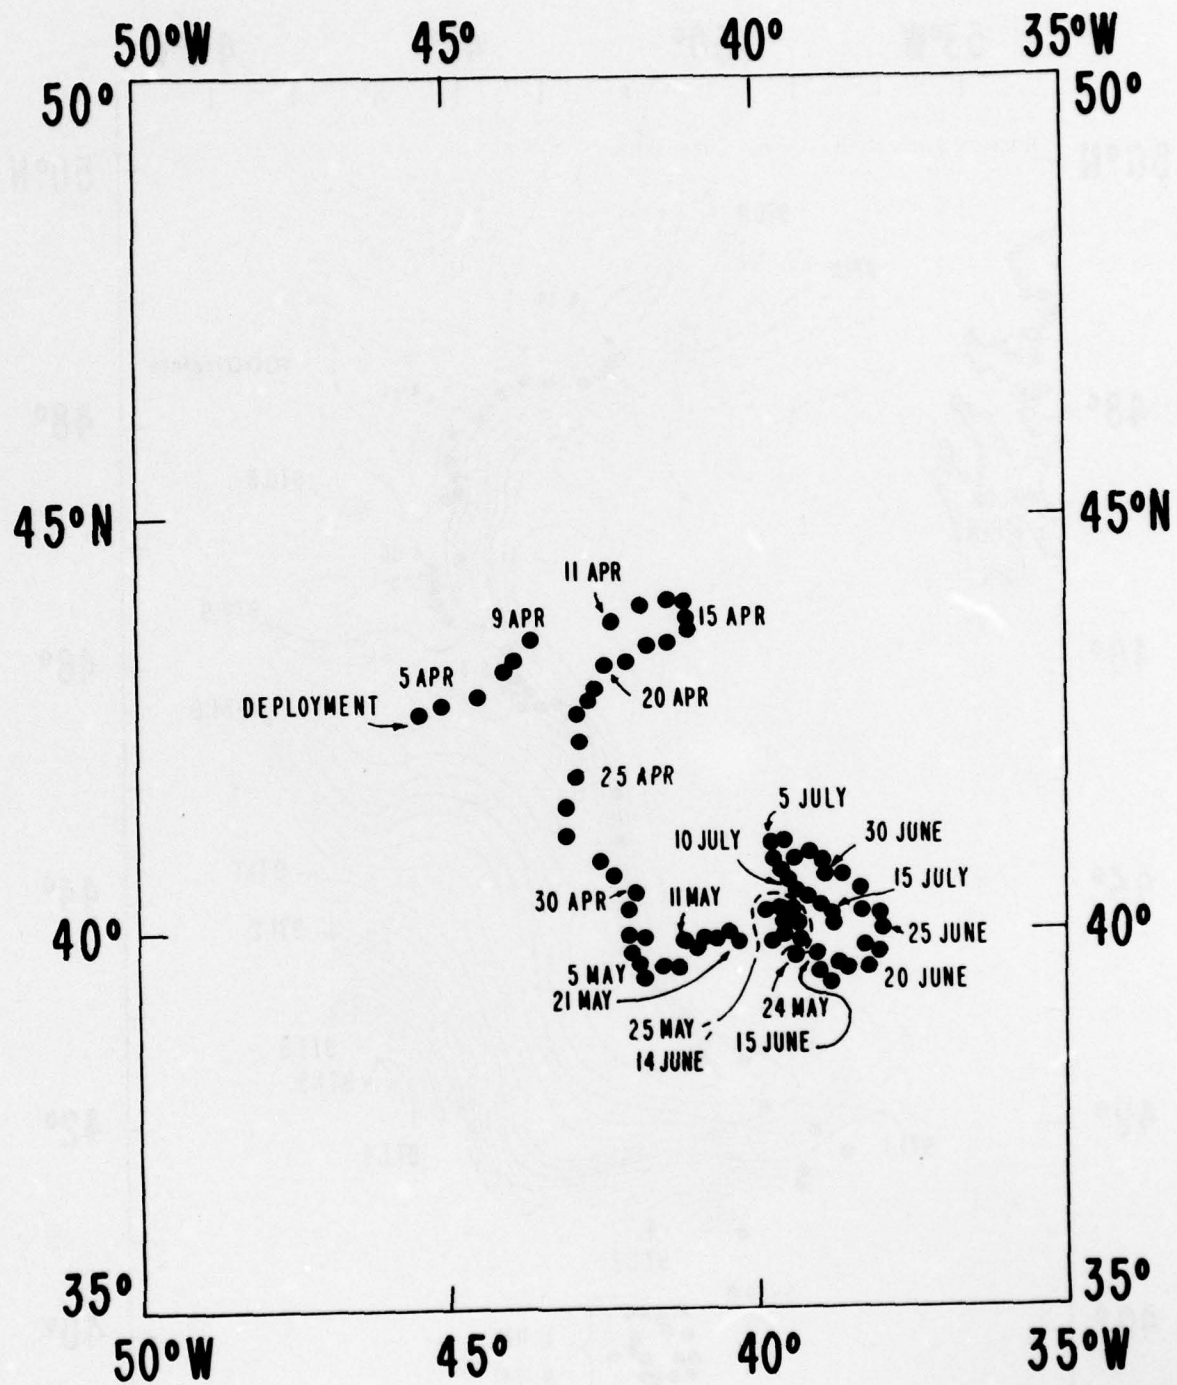 50°W 45° 40° 35°W
50° 50°
45°N 45°N
11 APR
9 APR 15 APR
5 APR
DEPLOYMENT 20 APR
25 APR
5 JULY
10 JULY 30 JUNE
15 JULY
30 APR 11 MAY
40° 25 JUNE 40°
5 MAY 20 JUNE
21 MAY 24 MAY
25 MAY
15 JUNE
14 JUNE
35° 35°
50°W 45° 40° 35°W